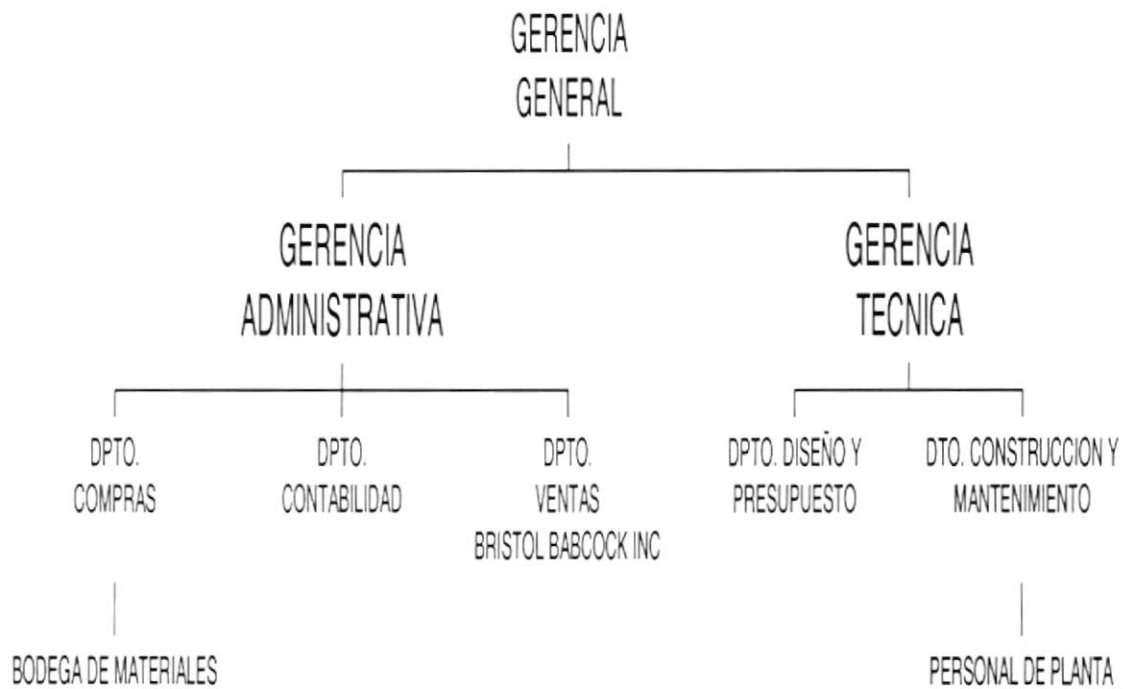 GERENCIA
GENERAL
GERENCIA
ADMINISTRATIVA
GERENCIA
TECNICA
DPTO.
COMPRAS
DPTO.
CONTABILIDAD
DPTO.
VENTAS
BRISTOL BABCOCK INC
DPTO. DISEÑO Y
PRESUPUESTO
DTO. CONSTRUCCION Y
MANTENIMIENTO
BODEGA DE MATERIALES
PERSONAL DE PLANTA